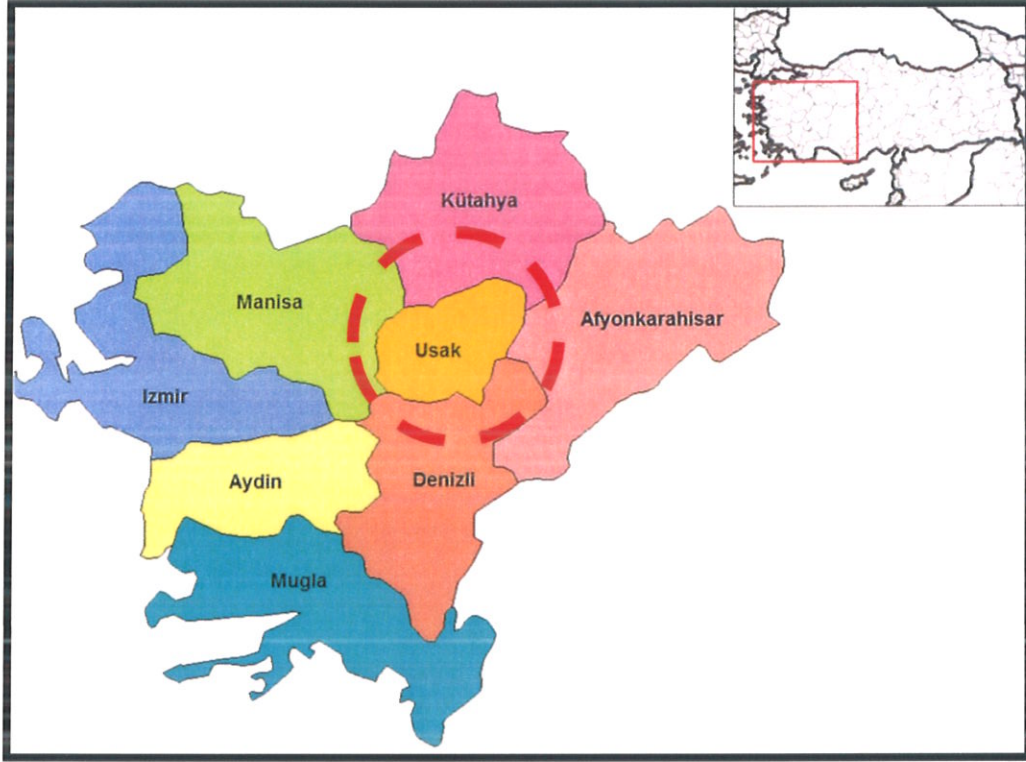 Kütahya
Manisa
Afyonkarahisar
Usak
Izmir
Aydin
Denizli
Mugla